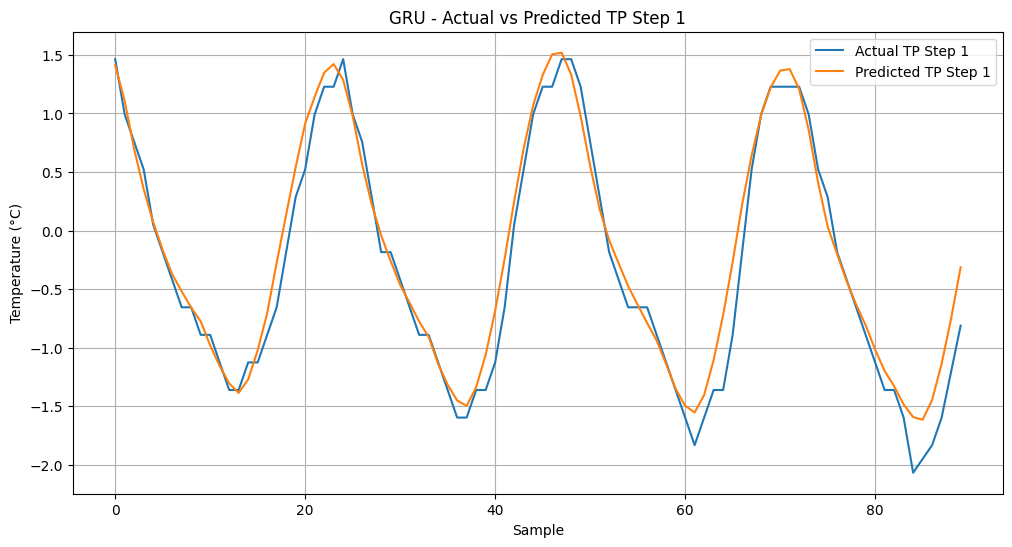 GRU - Actual vs Predicted TP Step 1
Actual TP Step 1
Predicted TP Step 1
Temperature (°C)
1.5
1.0
0.5
0.0
−0.5
−1.0
−1.5
−2.0
0 20 40 60 80
Sample